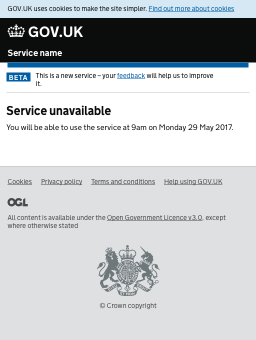 GOV.UK uses cookies to make the site simpler. Find out more about cookies
GOV.UK
Service name
BETA This is a new service – your feedback will help us to improve
it.
Service unavailable
You will be able to use the service at 9am on Monday 29 May 2017.
Cookies Privacy policy Terms and conditions Help using GOV.UK
OGL
All content is available under the Open Government Licence v3.0, except
where otherwise stated
© Crown copyright